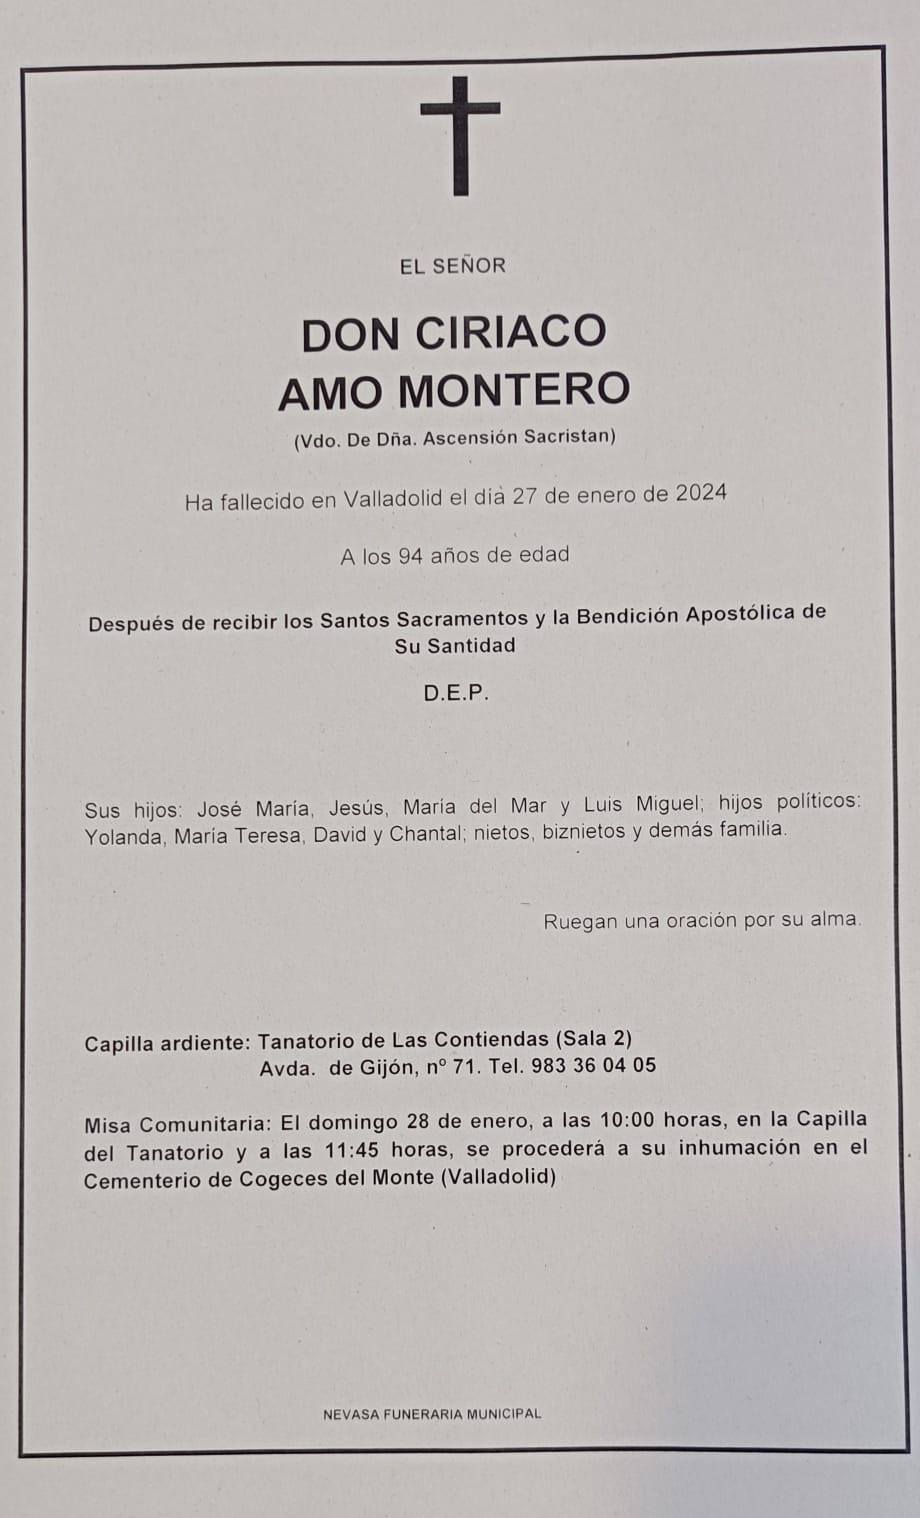 EL SEÑOR
DON CIRIACO
AMO MONTERO
(Vdo. De Dña. Ascensión Sacristan)
Ha fallecido en Valladolid el día 27 de enero de 2024
A los 94 años de edad
Después de recibir los Santos Sacramentos y la Bendición Apostólica de
Su Santidad
D.E.P.
Sus hijos: José María, Jesús, María del Mar y Luis Miguel; hijos políticos:
Yolanda, María Teresa, David y Chantal; nietos, biznietos y demás familia.
Ruegan una oración por su alma.
Capilla ardiente: Tanatorio de Las Contiendas (Sala 2)
Avda. de Gijón, nº 71. Tel. 983 36 04 05
Misa Comunitaria: El domingo 28 de enero, a las 10:00 horas, en la Capilla
del Tanatorio y a las 11:45 horas, se procederá a su inhumación en el
Cementerio de Cogeces del Monte (Valladolid)
NEVASA FUNERARIA MUNICIPAL